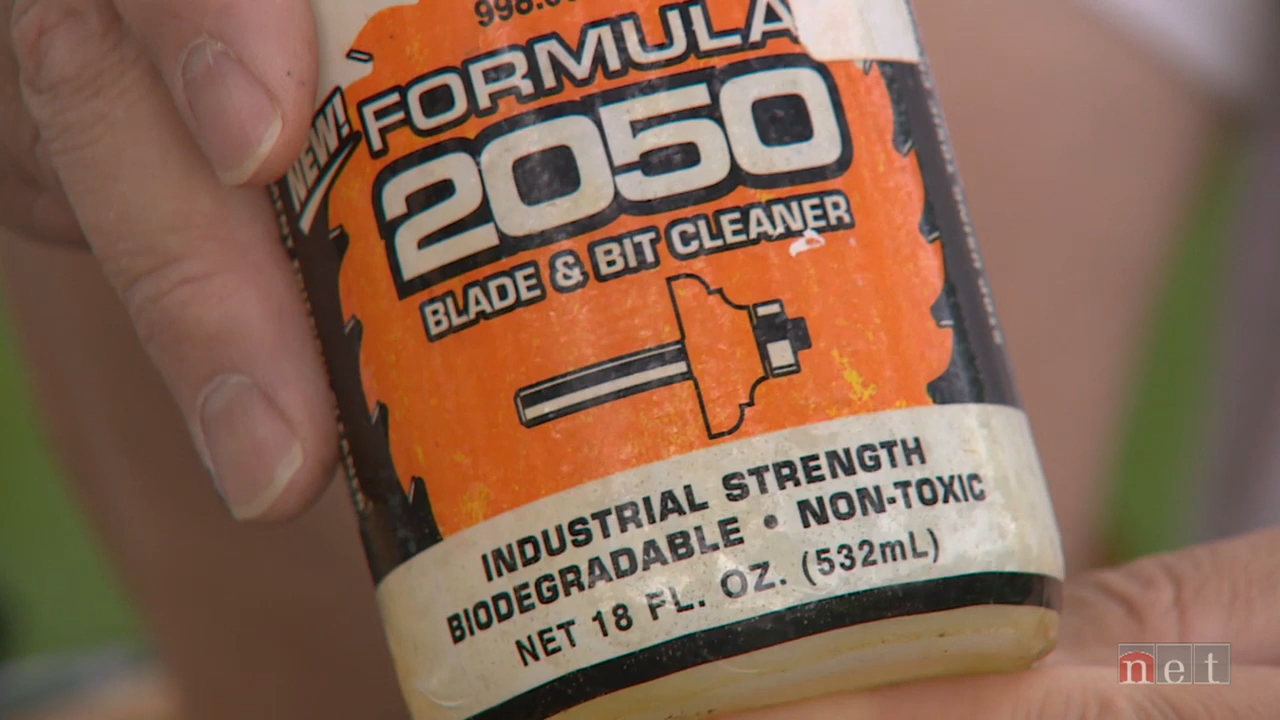 FORMULA
2050
NEW!
BLADE & BIT CLEANER
INDUSTRIAL STRENGTH
BIODEGRADABLE • NON-TOXIC
NET 18 FL. OZ. (532mL)
net